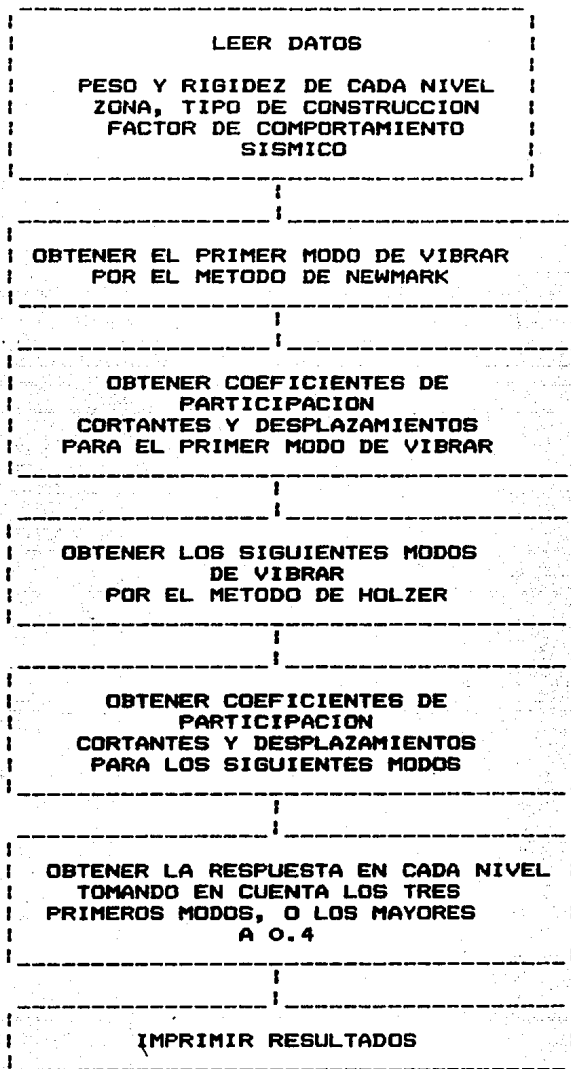 LEER DATOS
PESO Y RIGIDEZ DE CADA NIVEL
ZONA, TIPO DE CONSTRUCCION
FACTOR DE COMPORTAMIENTO
SISMICO
OBTENER EL PRIMER MODO DE VIBRAR
POR EL METODO DE NEWMARK
OBTENER COEFICIENTES DE
PARTICIPACION
CORTANTES Y DESPLAZAMIENTOS
PARA EL PRIMER MODO DE VIBRAR
OBTENER LOS SIGUIENTES MODOS
DE VIBRAR
POR EL METODO DE HOLZER
OBTENER COEFICIENTES DE
PARTICIPACION
CORTANTES Y DESPLAZAMIENTOS
PARA LOS SIGUIENTES MODOS
OBTENER LA RESPUESTA EN CADA NIVEL
TOMANDO EN CUENTA LOS TRES
PRIMEROS MODOS, O LOS MAYORES
A 0.4
IMPRIMIR RESULTADOS